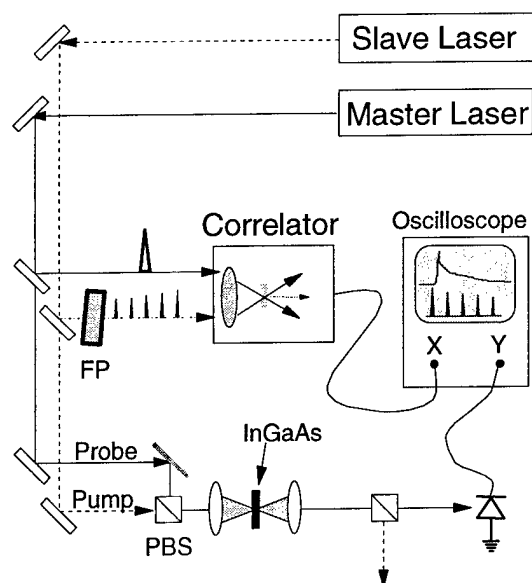 Slave Laser
Master Laser
Correlator
Oscilloscope
X
Y
FP
InGaAs
Probe
Pump
PBS